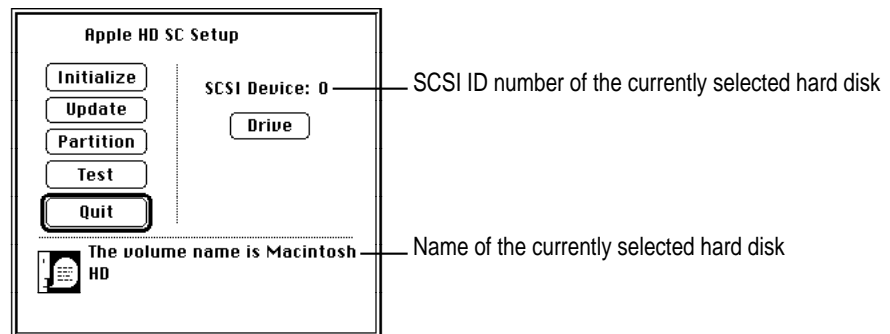 Apple HD SC Setup
Initialize
Update
Partition
Test
Quit
SCSI Device: 0
Drive
SCSI ID number of the currently selected hard disk
The volume name is Macintosh
HD
Name of the currently selected hard disk